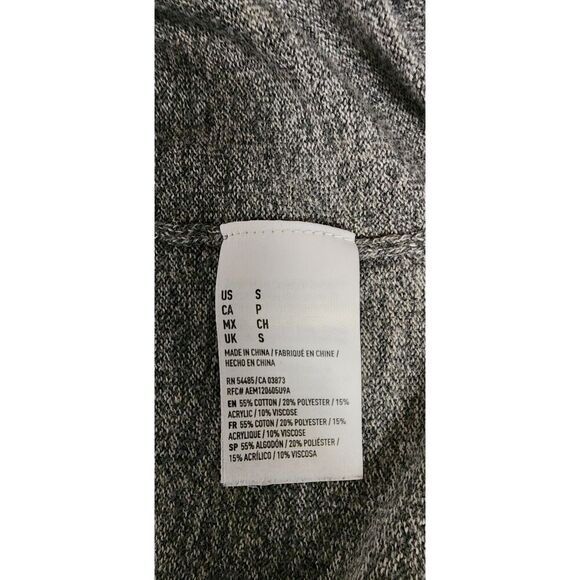 US S
CA P
MX CH
UK S
MADE IN CHINA / FABRIQUÉ EN CHINE /
HECHO EN CHINA
RN 54485 / CA 03873
RFC# AEM120605U9A
EN 55% COTTON / 20% POLYESTER / 15%
ACRYLIC / 10% VISCOSE
FR 55% COTON / 20% POLYESTER / 15%
ACRYLIQUE / 10% VISCOSE
SP 55% ALGODÓN / 20% POLIÉSTER /
15% ACRÍLICO / 10% VISCOSA